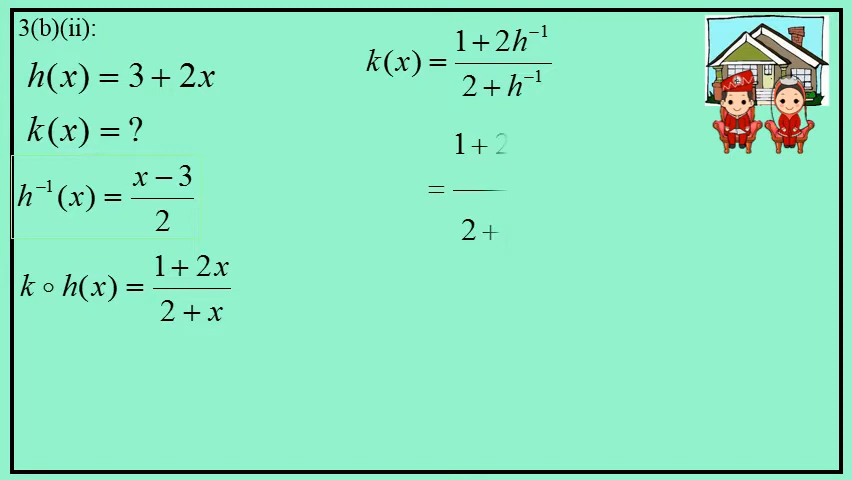 3(b)(ii):
h(x) = 3 + 2x
k(x) = ?
h⁻¹(x) = (x − 3)/2
k ∘ h(x) = (1 + 2x)/(2 + x)
k(x) = (1 + 2h⁻¹)/(2 + h⁻¹)
= (1 + 2)/(2 +